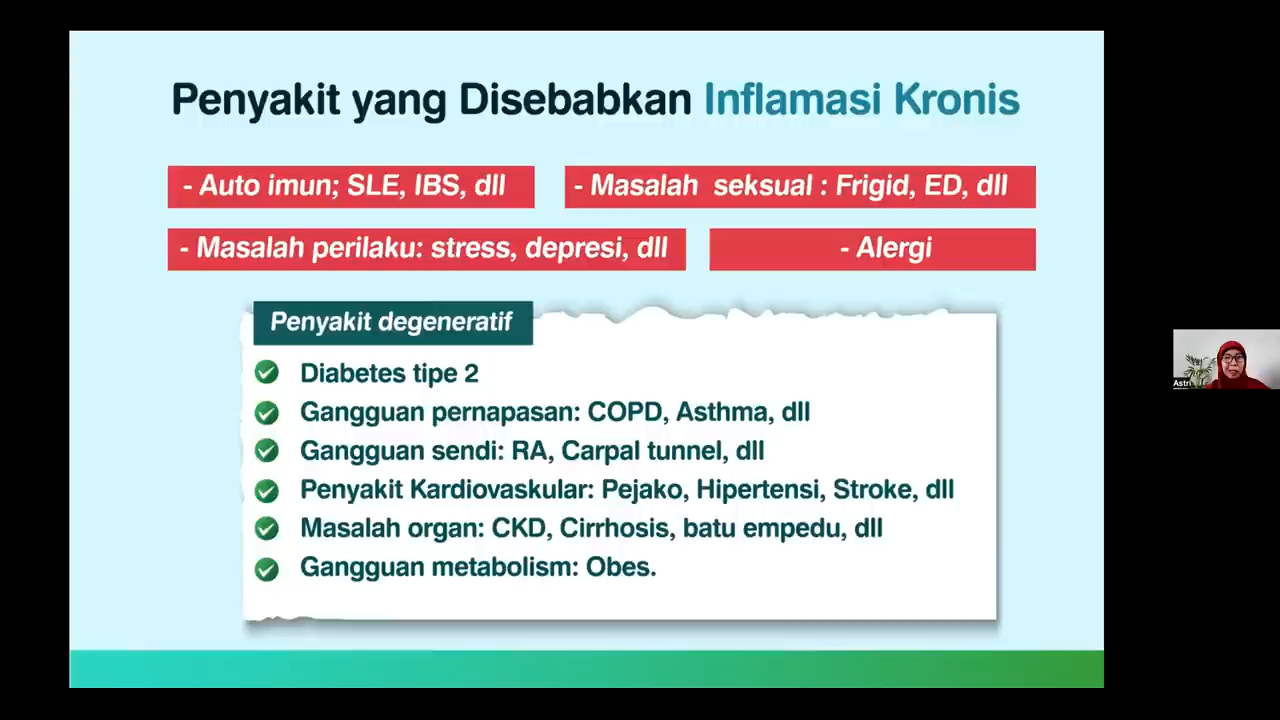 Penyakit yang Disebabkan Inflamasi Kronis
- Auto imun; SLE, IBS, dll
- Masalah seksual : Frigid, ED, dll
- Masalah perilaku: stress, depresi, dll
- Alergi
Penyakit degeneratif
Diabetes tipe 2
Gangguan pernapasan: COPD, Asthma, dll
Gangguan sendi: RA, Carpal tunnel, dll
Penyakit Kardiovaskular: Pejako, Hipertensi, Stroke, dll
Masalah organ: CKD, Cirrhosis, batu empedu, dll
Gangguan metabolism: Obes.
Astri